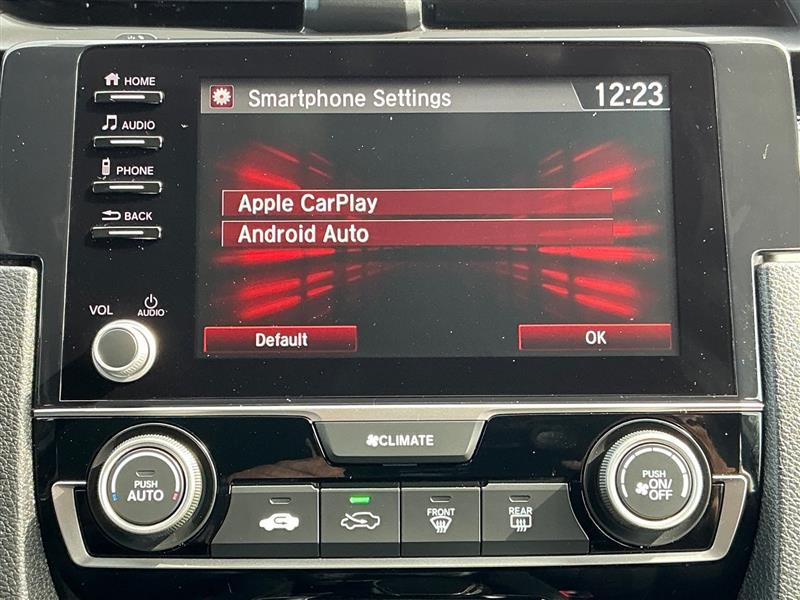 HOME
AUDIO
PHONE
BACK
VOL
AUDIO
Smartphone Settings
12:23
Apple CarPlay
Android Auto
Default
OK
CLIMATE
PUSH
AUTO
FRONT
REAR
PUSH
ON/
OFF